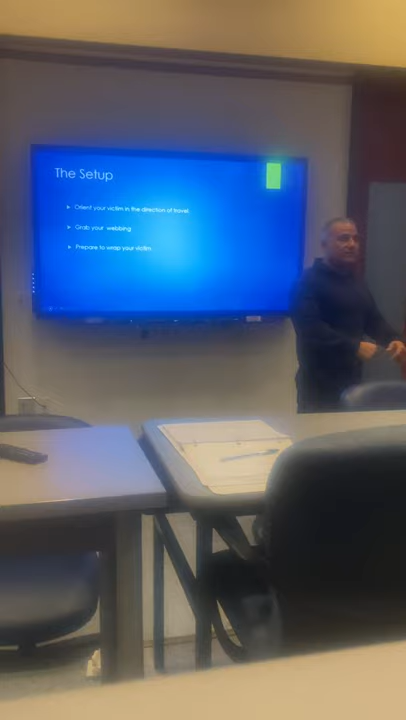 The Setup
Orient your victim in the direction of travel.
Grab your webbing
Prepare to wrap your victim.